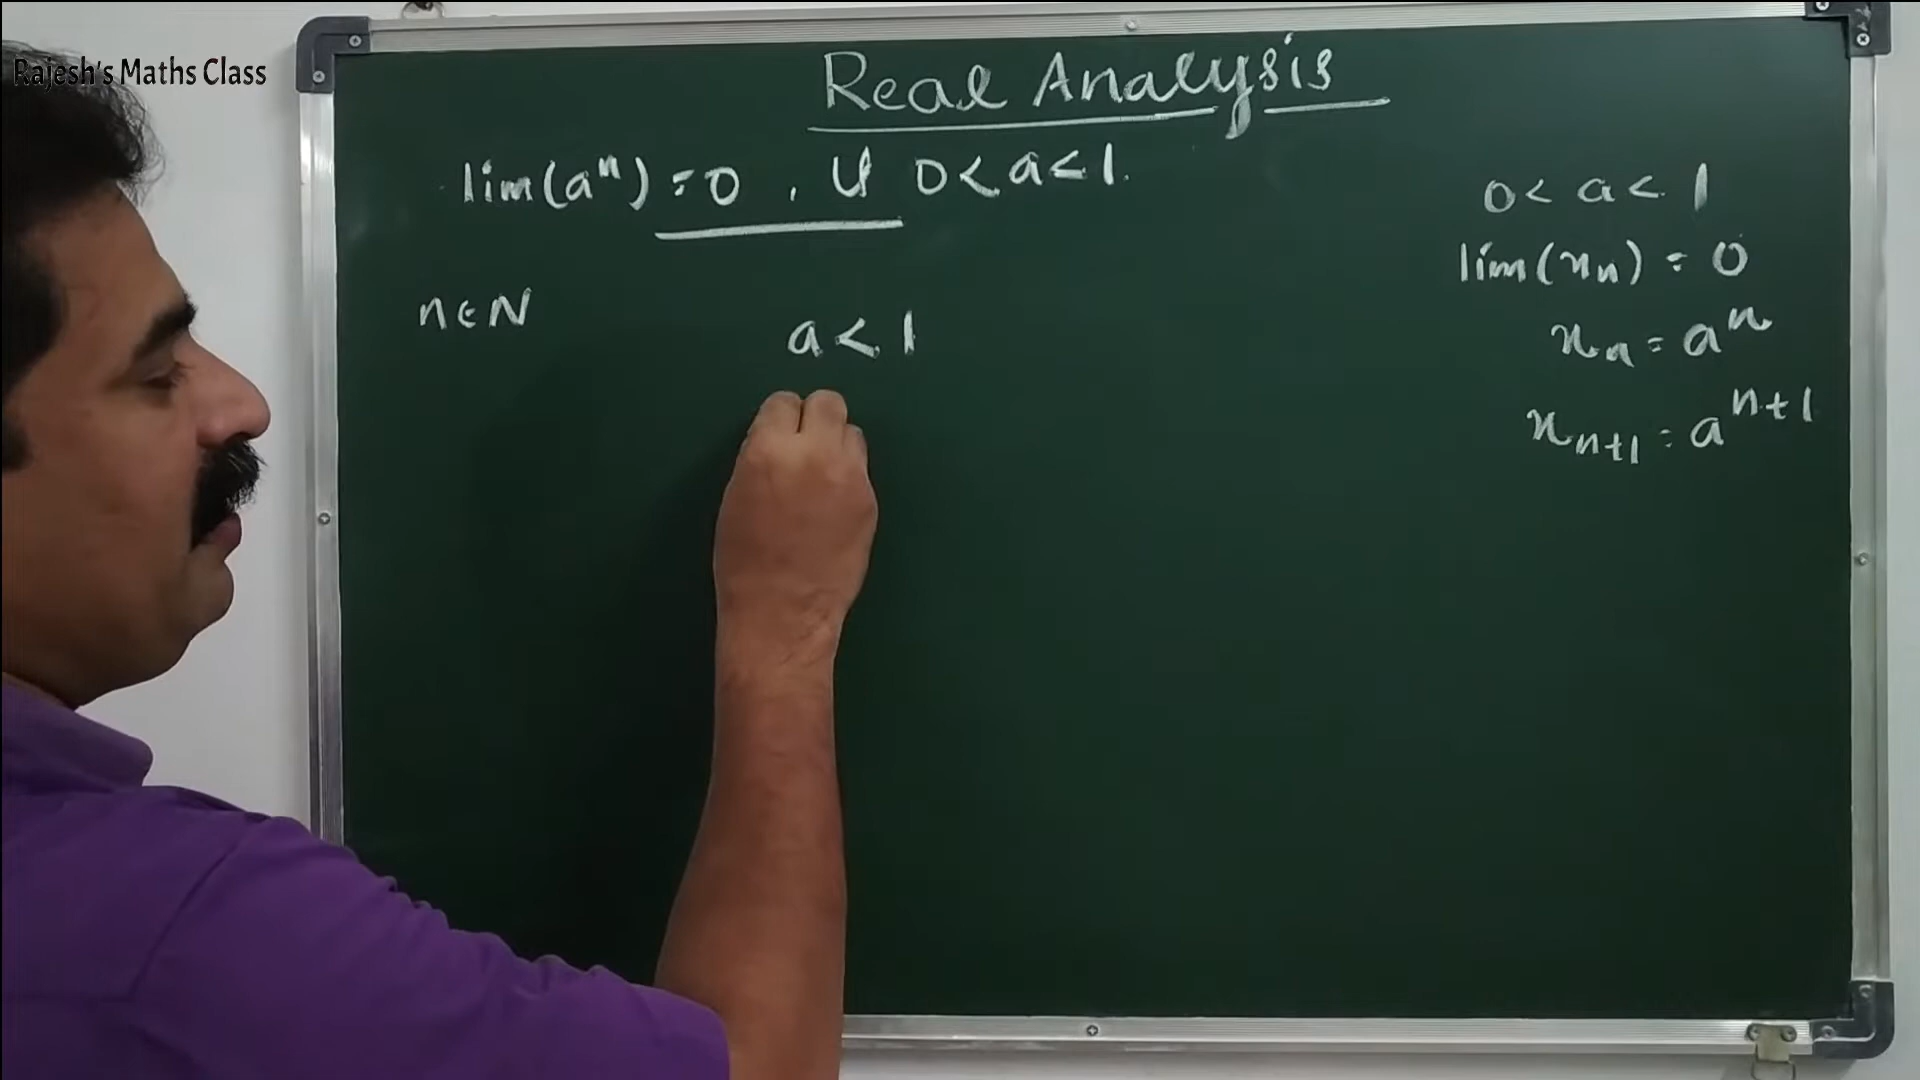 Rajesh's Maths Class
Real Analysis
lim(aⁿ) = 0, if 0 < a < 1.
n ∈ N
a < 1
0 < a < 1
lim(xₙ) = 0
xₙ = aⁿ
xₙ₊₁ = aⁿ⁺¹